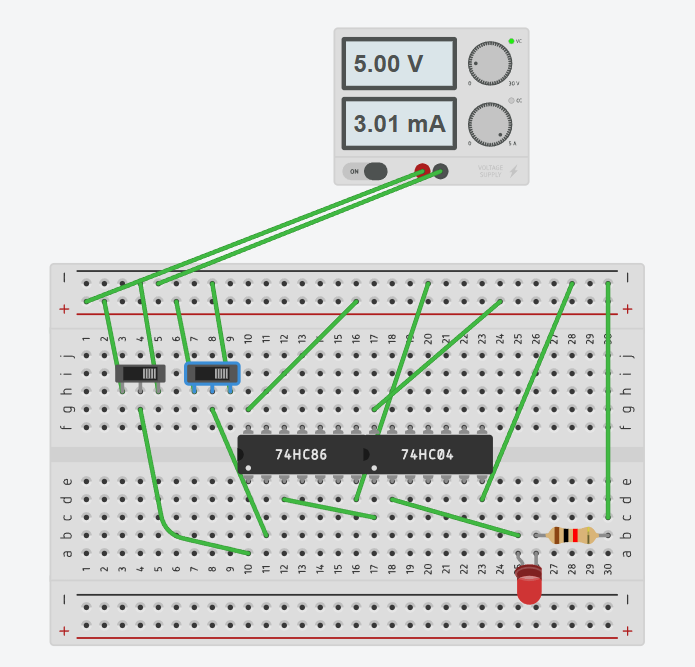 5.00 V
VC
0 30 V
3.01 mA
CC
0 5 A
ON
VOLTAGE
SUPPLY
− −
+ +
1 2 3 4 5 6 7 8 9 10 11 12 13 14 15 16 17 18 19 20 21 22 23 24 25 26 27 28 29 30
j j
i i
h h
g g
f f
74HC86 74HC04
e e
d d
c c
b b
a a
1 2 3 4 5 6 7 8 9 10 11 12 13 14 15 16 17 18 19 20 21 22 23 24 25 26 27 28 29 30
− −
+ +